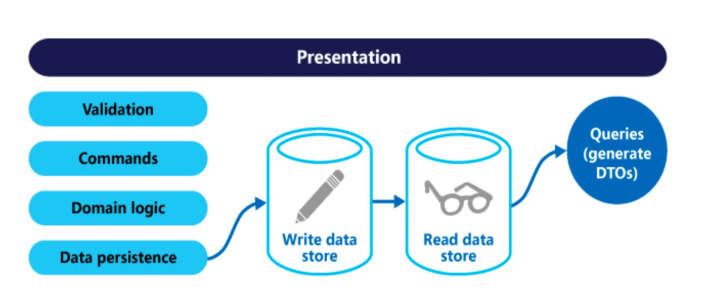 Presentation
Validation
Commands
Domain logic
Data persistence
Write data
store
Read data
store
Queries
(generate
DTOs)